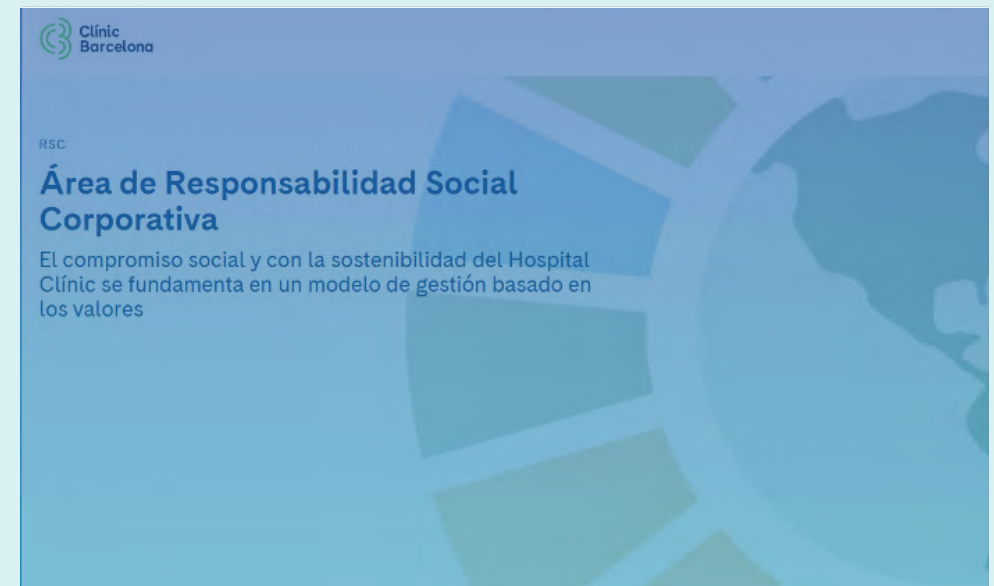 Clínic
Barcelona
RSC
Área de Responsabilidad Social
Corporativa
El compromiso social y con la sostenibilidad del Hospital
Clínic se fundamenta en un modelo de gestión basado en
los valores